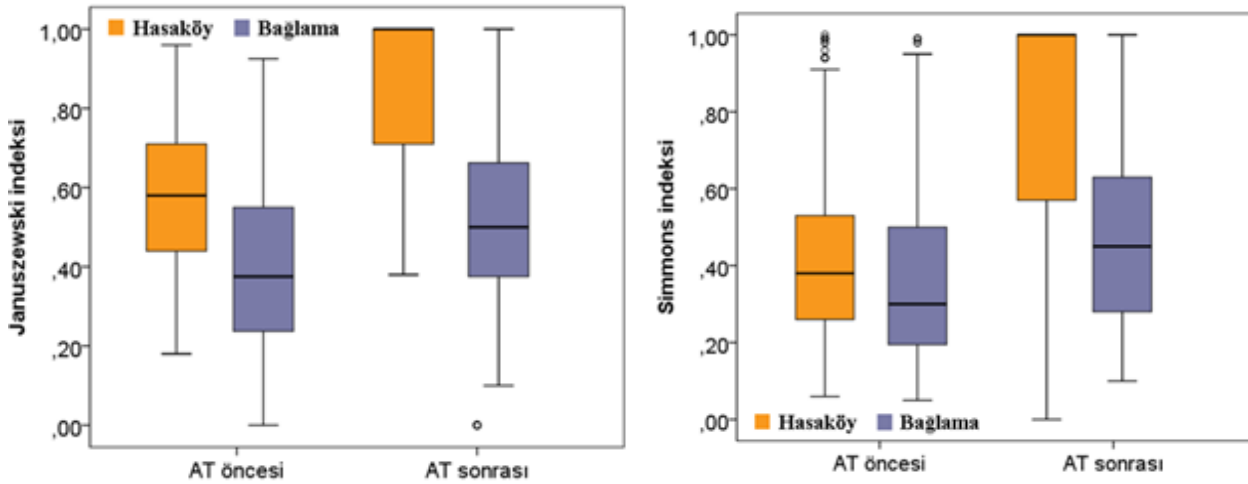 Januszewski indeksi
Hasaköy Bağlama
1,00
,80
,60
,40
,20
,00
AT öncesi AT sonrası
Simmons indeksi
1,00
,80
,60
,40
,20
,00
Hasaköy Bağlama
AT öncesi AT sonrası